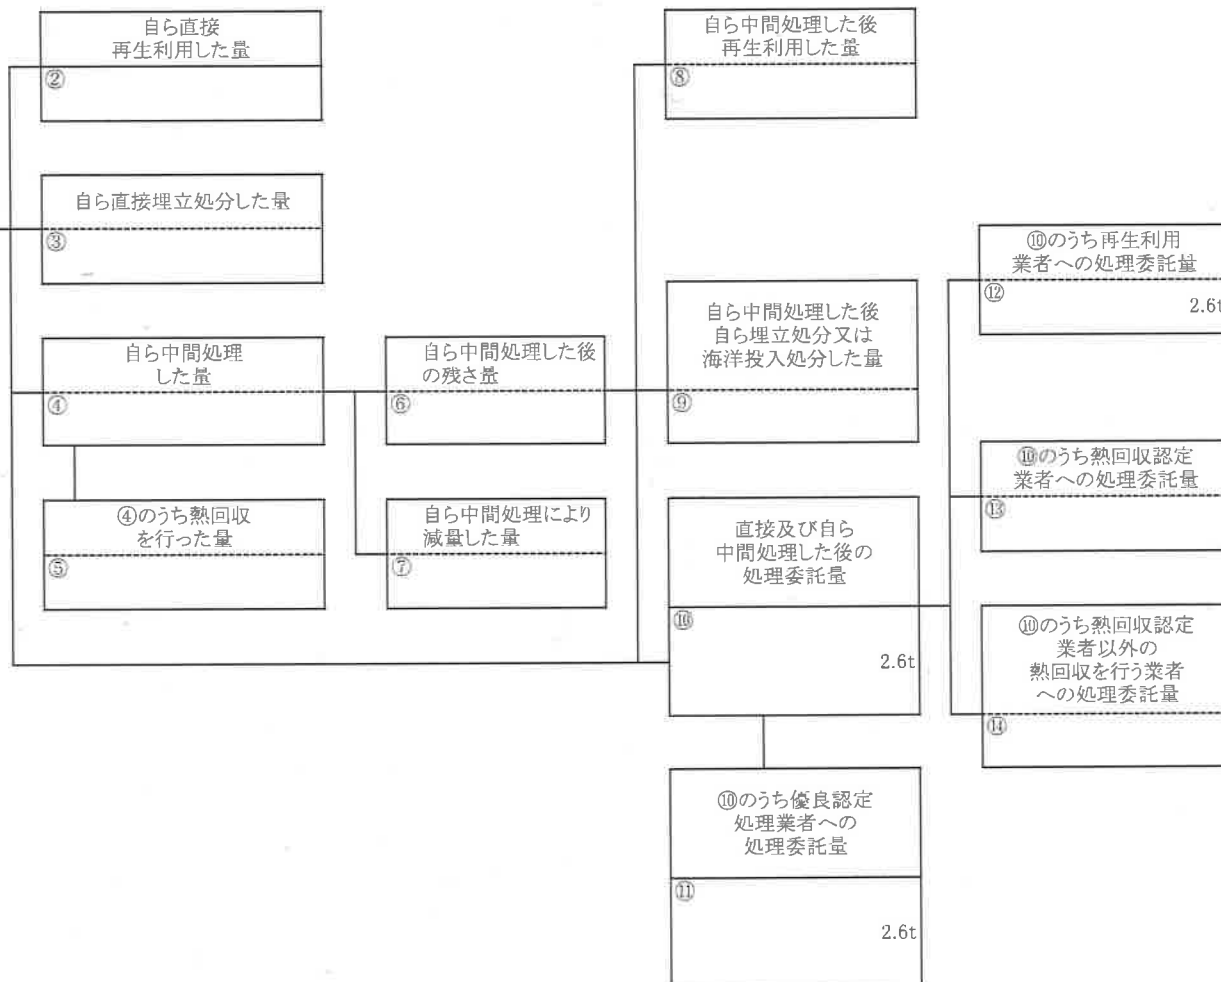 自ら直接
再生利用した量
②
自ら直接埋立処分した量
③
自ら中間処理
した量
④
④のうち熱回収
を行った量
⑤
自ら中間処理した後
の残さ量
⑥
自ら中間処理により
減量した量
⑦
自ら中間処理した後
再生利用した量
⑧
自ら中間処理した後
自ら埋立処分又は
海洋投入処分した量
⑨
直接及び自ら
中間処理した後の
処理委託量
⑩
2.6t
⑩のうち優良認定
処理業者への
処理委託量
⑪
2.6t
⑩のうち再生利用
業者への処理委託量
⑫
2.6t
⑩のうち熱回収認定
業者への処理委託量
⑬
⑩のうち熱回収認定
業者以外の
熱回収を行う業者
への処理委託量
⑭